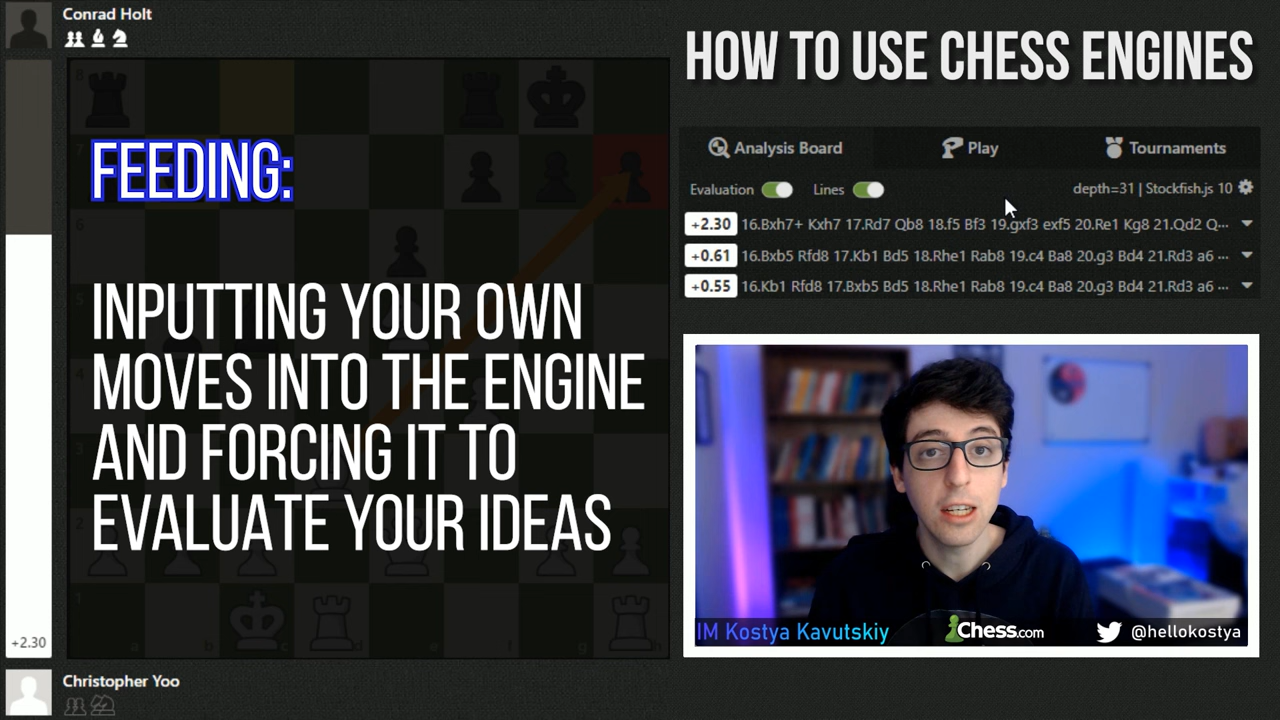 Conrad Holt
HOW TO USE CHESS ENGINES
Analysis Board
Play
Tournaments
Evaluation
Lines
depth=31 | Stockfish.js 10
+2.30 16.Bxh7+ Kxh7 17.Rd7 Qb8 18.f5 Bf3 19.gxf3 exf5 20.Re1 Kg8 21.Qd2 Q...
+0.61 16.Bxb5 Rfd8 17.Kb1 Bd5 18.Rhe1 Rab8 19.c4 Ba8 20.g3 Bd4 21.Rd3 a6 ...
+0.55 16.Kb1 Rfd8 17.Bxb5 Bd5 18.Rhe1 Rab8 19.c4 Ba8 20.g3 Bd4 21.Rd3 a6 ...
FEEDING:
INPUTTING YOUR OWN
MOVES INTO THE ENGINE
AND FORCING IT TO
EVALUATE YOUR IDEAS
+2.30
IM Kostya Kavutskiy
Chess.com
@hellokostya
Christopher Yoo